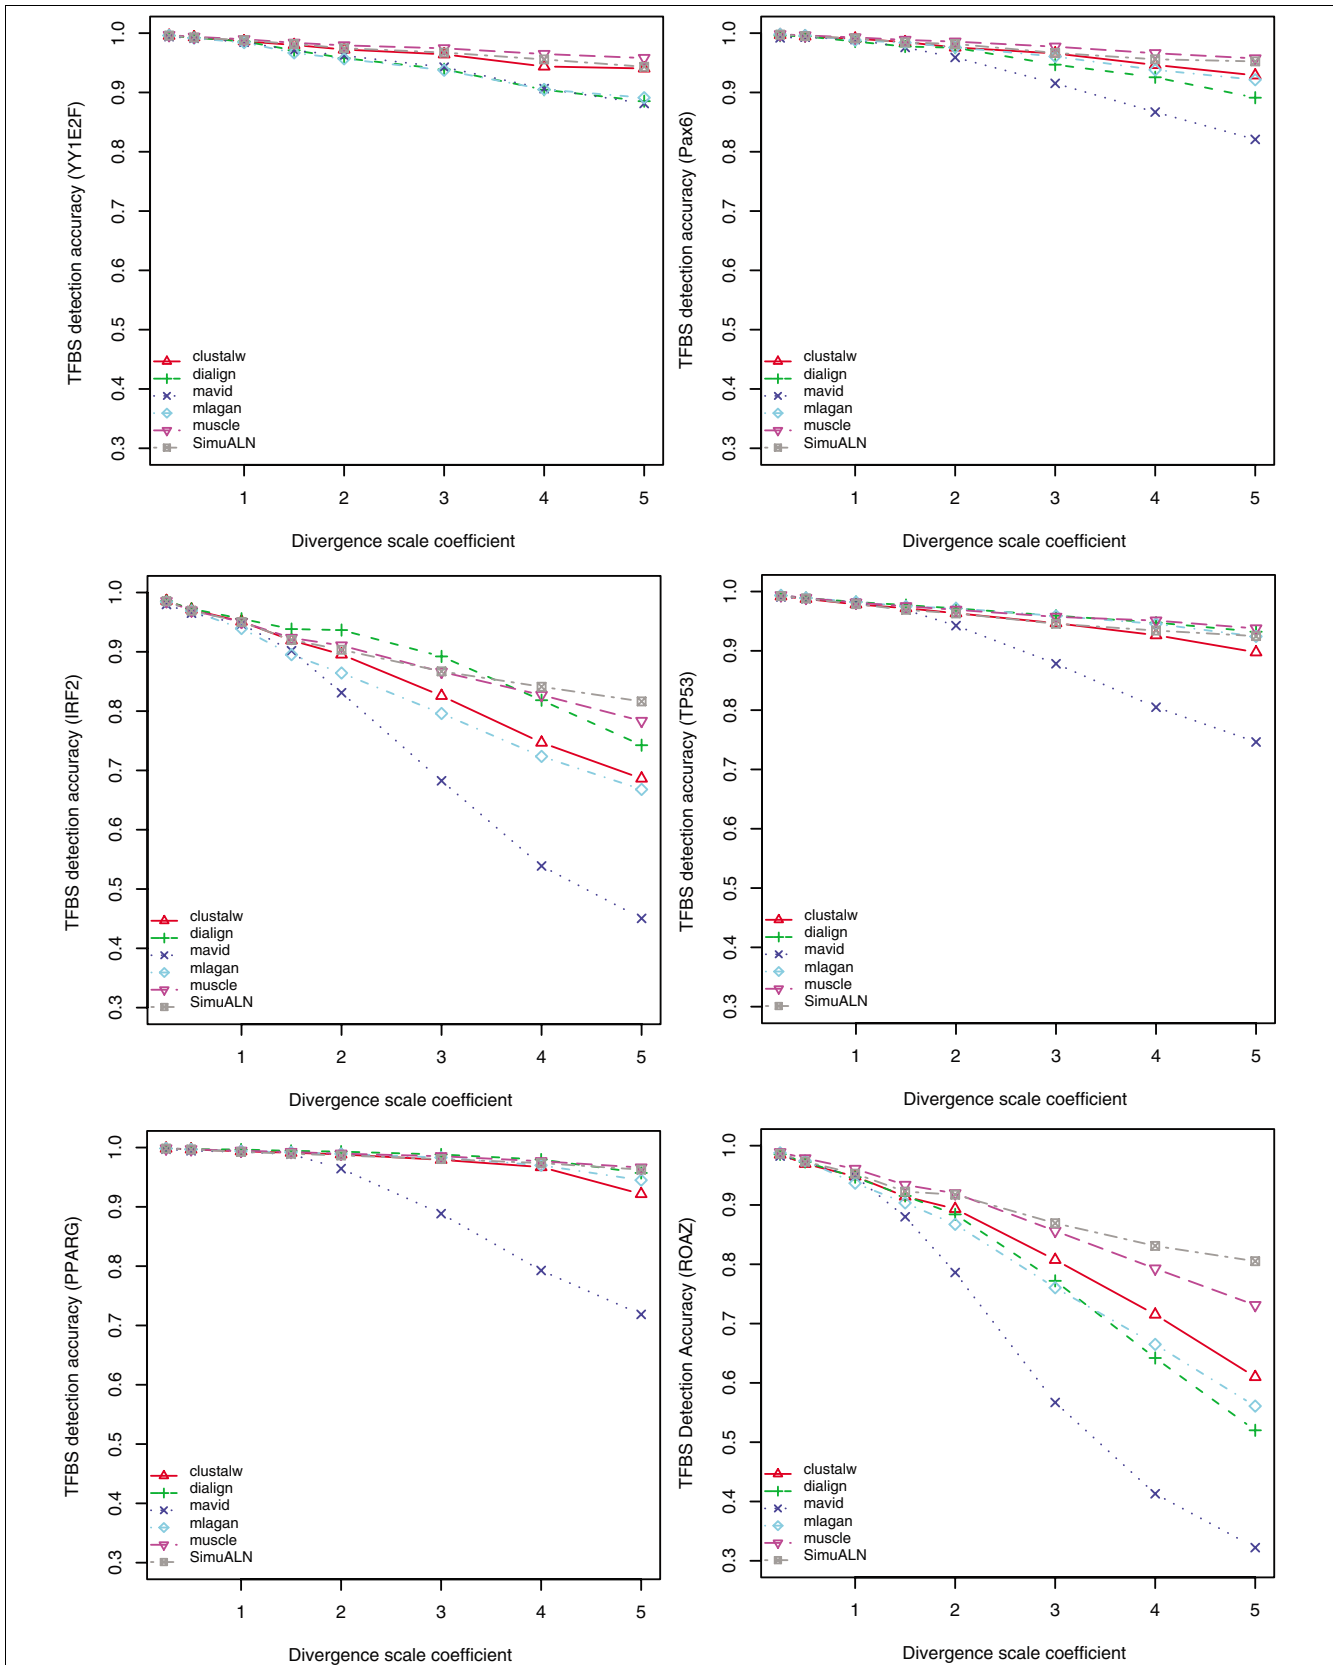 TFBS detection accuracy (YY1E2F)
1.0
0.9
0.8
0.7
0.6
0.5
0.4
0.3
clustalw
dialign
mavid
mlagan
muscle
SimuALN
1 2 3 4 5
Divergence scale coefficient
TFBS detection accuracy (Pax6)
1.0
0.9
0.8
0.7
0.6
0.5
0.4
0.3
clustalw
dialign
mavid
mlagan
muscle
SimuALN
1 2 3 4 5
Divergence scale coefficient
TFBS detection accuracy (IRF2)
1.0
0.9
0.8
0.7
0.6
0.5
0.4
0.3
clustalw
dialign
mavid
mlagan
muscle
SimuALN
1 2 3 4 5
Divergence scale coefficient
TFBS detection accuracy (TP53)
1.0
0.9
0.8
0.7
0.6
0.5
0.4
0.3
clustalw
dialign
mavid
mlagan
muscle
SimuALN
1 2 3 4 5
Divergence scale coefficient
TFBS detection accuracy (PPARG)
1.0
0.9
0.8
0.7
0.6
0.5
0.4
0.3
clustalw
dialign
mavid
mlagan
muscle
SimuALN
1 2 3 4 5
Divergence scale coefficient
TFBS Detection Accuracy (ROAZ)
1.0
0.9
0.8
0.7
0.6
0.5
0.4
0.3
clustalw
dialign
mavid
mlagan
muscle
SimuALN
1 2 3 4 5
Divergence scale coefficient